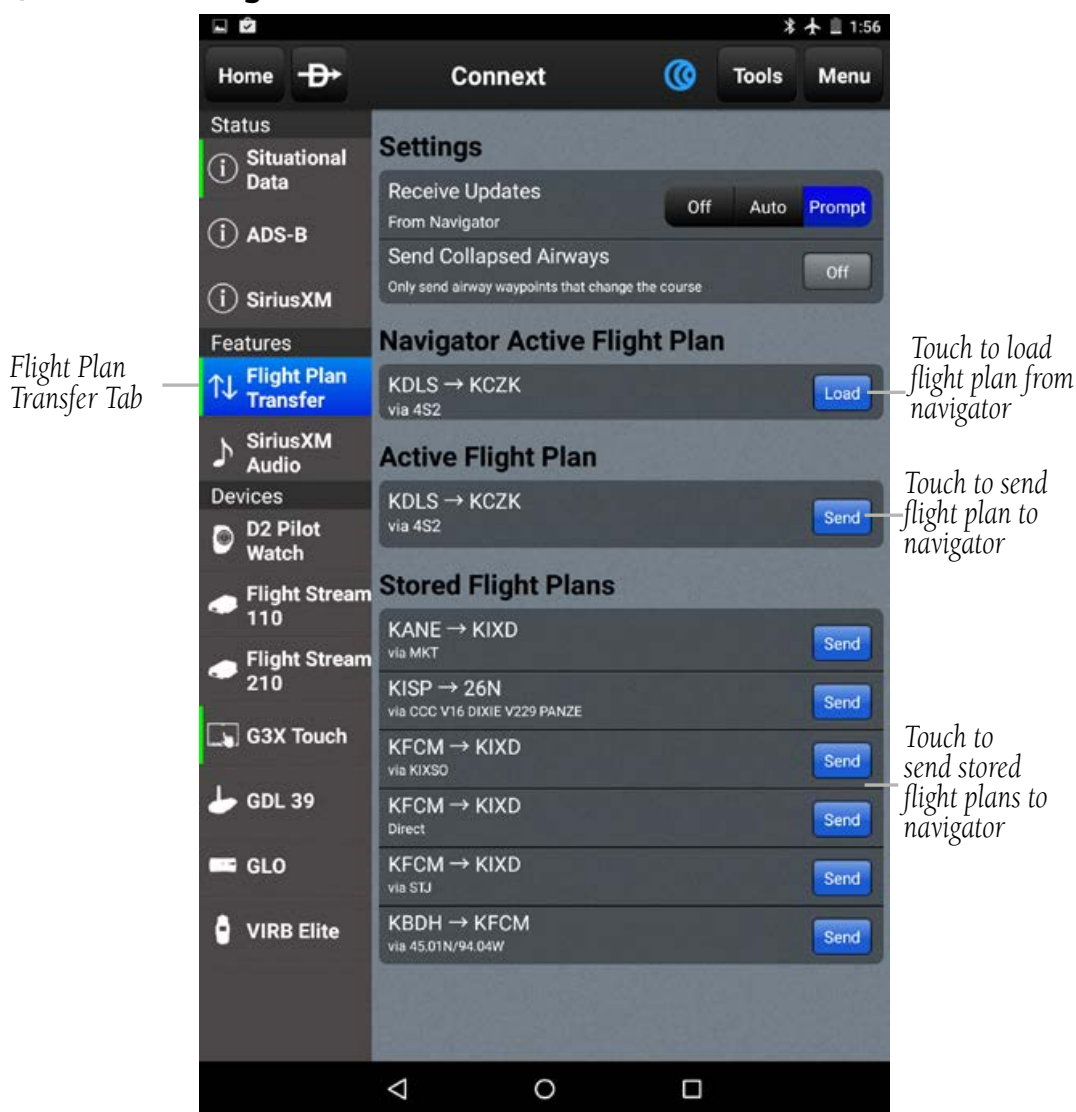 1:56
Home
Connext
Tools
Menu
Status
Situational
Data
ADS-B
SiriusXM
Features
Flight Plan
Transfer
SiriusXM
Audio
Devices
D2 Pilot
Watch
Flight Stream
110
Flight Stream
210
G3X Touch
GDL 39
GLO
VIRB Elite
Settings
Receive Updates
From Navigator
Off Auto Prompt
Send Collapsed Airways
Only send airway waypoints that change the course
Off
Navigator Active Flight Plan
KDLS → KCZK
via 4S2
Load
Active Flight Plan
KDLS → KCZK
via 4S2
Send
Stored Flight Plans
KANE → KIXD
via MKT
Send
KISP → 26N
via CCC V16 DIXIE V229 PANZE
Send
KFCM → KIXD
via KIXSO
Send
KFCM → KIXD
Direct
Send
KFCM → KIXD
via STJ
Send
KBDH → KFCM
via 45.01N/94.04W
Send
Flight Plan
Transfer Tab
Touch to load
flight plan from
navigator
Touch to send
flight plan to
navigator
Touch to
send stored
flight plans to
navigator